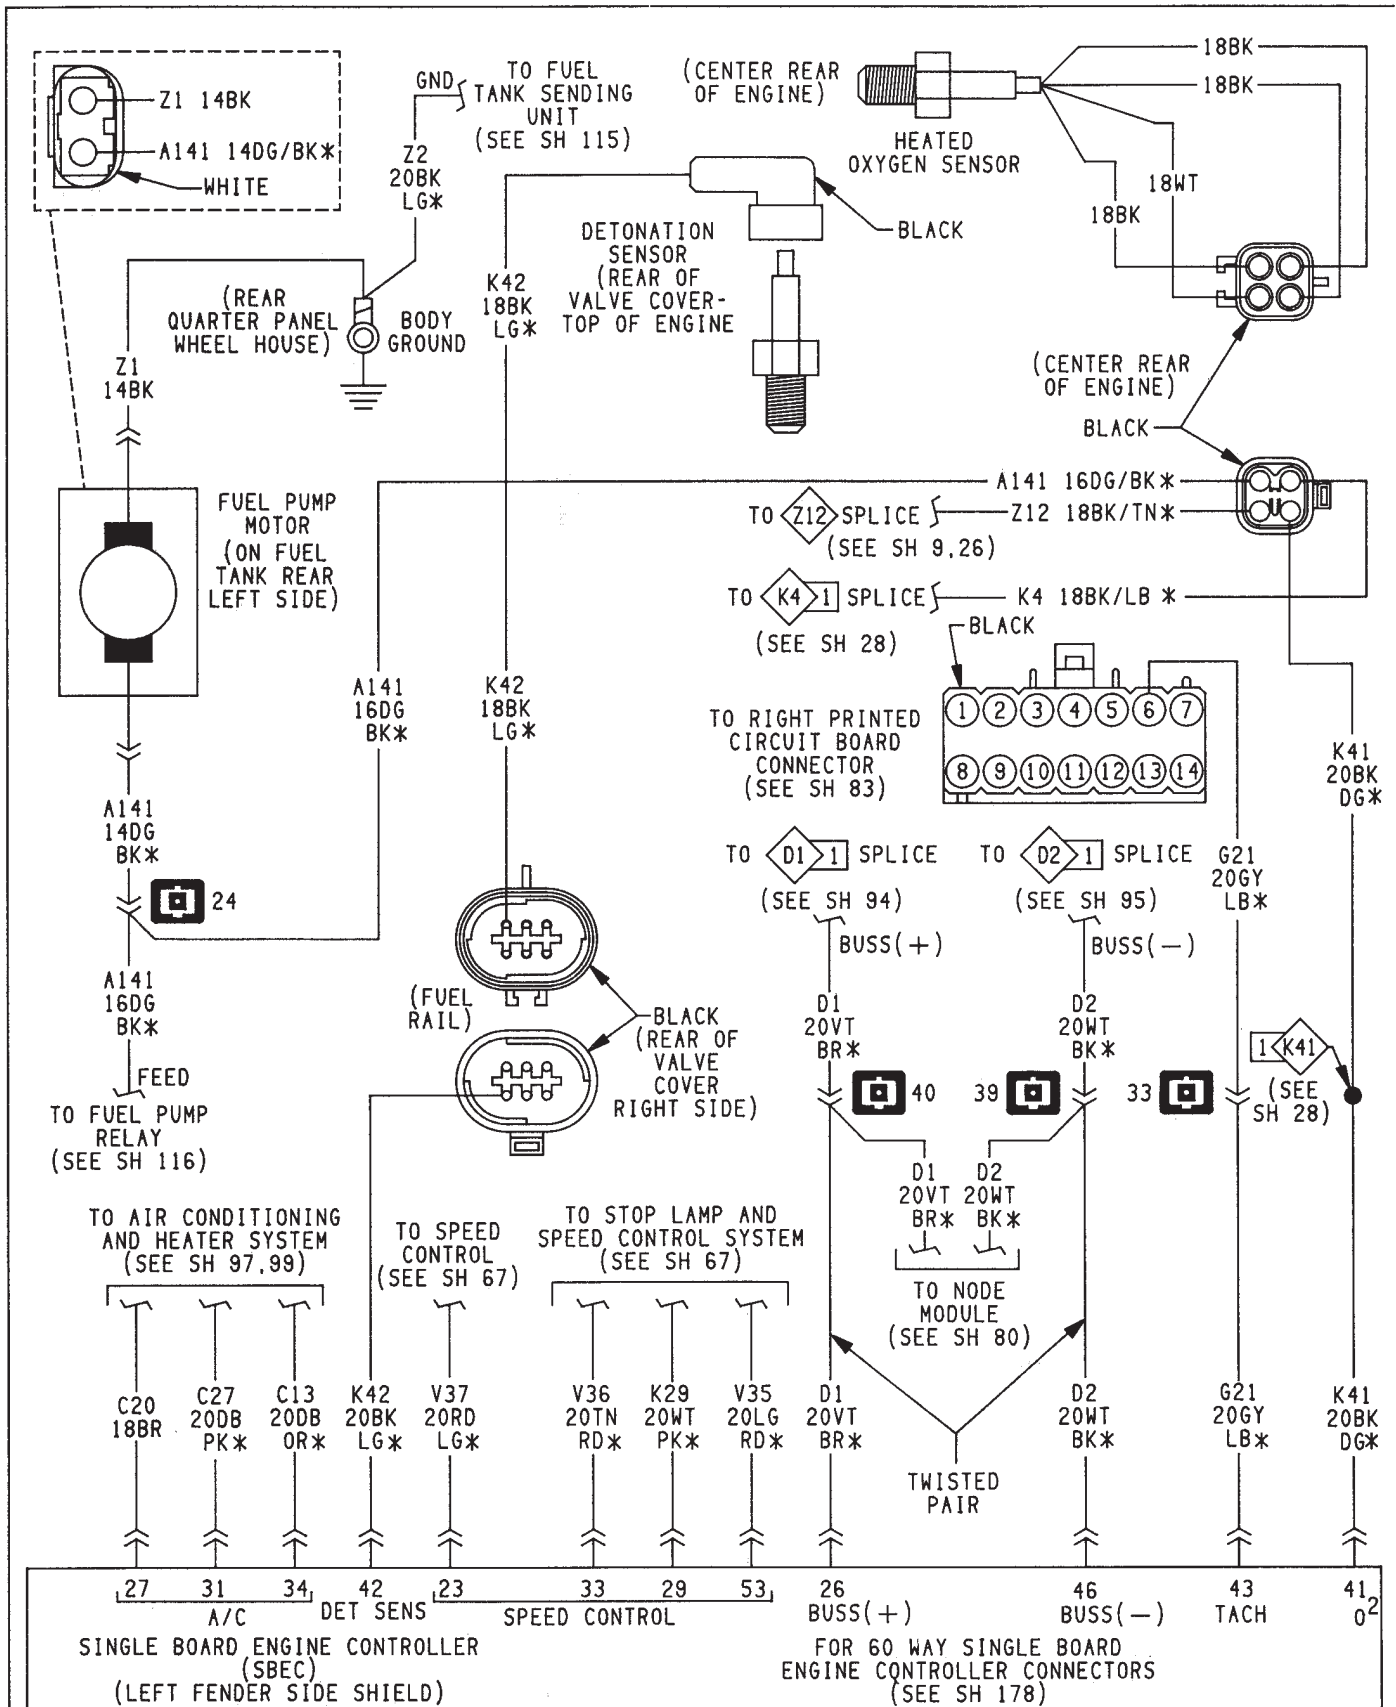 Z1 14BK
A141 14DG/BK*
WHITE
GND
TO FUEL
TANK SENDING
UNIT
(SEE SH 115)
Z2
20BK
LG*
(CENTER REAR
OF ENGINE)
HEATED
OXYGEN SENSOR
18BK
18BK
18WT
18BK
BLACK
DETONATION
SENSOR
(REAR OF
VALVE COVER-
TOP OF ENGINE
K42
18BK
LG*
(REAR
QUARTER PANEL
WHEEL HOUSE)
BODY
GROUND
Z1
14BK
(CENTER REAR
OF ENGINE)
BLACK
FUEL PUMP
MOTOR
(ON FUEL
TANK REAR
LEFT SIDE)
A141 16DG/BK*
TO Z12 SPLICE
Z12 18BK/TN*
(SEE SH 9,26)
TO K4 1 SPLICE
K4 18BK/LB *
(SEE SH 28)
BLACK
A141
16DG
BK*
K42
18BK
LG*
TO RIGHT PRINTED
CIRCUIT BOARD
CONNECTOR
(SEE SH 83)
1 2 3 4 5 6 7
8 9 10 11 12 13 14
K41
20BK
DG*
A141
14DG
BK*
24
TO D1 1 SPLICE
(SEE SH 94)
BUSS(+)
TO D2 1 SPLICE
(SEE SH 95)
BUSS(-)
G21
20GY
LB*
A141
16DG
BK*
FEED
TO FUEL PUMP
RELAY
(SEE SH 116)
(FUEL
RAIL)
BLACK
(REAR OF
VALVE
COVER
RIGHT SIDE)
D1
20VT
BR*
D2
20WT
BK*
40
39
33
1 K41
(SEE
SH 28)
D1
20VT
BR*
D2
20WT
BK*
TO NODE
MODULE
(SEE SH 80)
TO AIR CONDITIONING
AND HEATER SYSTEM
(SEE SH 97,99)
TO SPEED
CONTROL
(SEE SH 67)
TO STOP LAMP AND
SPEED CONTROL SYSTEM
(SEE SH 67)
C20
18BR
C27
20DB
PK*
C13
20DB
OR*
K42
20BK
LG*
V37
20RD
LG*
V36
20TN
RD*
K29
20WT
PK*
V35
20LG
RD*
D1
20VT
BR*
D2
20WT
BK*
G21
20GY
LB*
K41
20BK
DG*
TWISTED
PAIR
27 31 34 42 23 33 29 53 26 46 43 41
A/C
DET SENS
SPEED CONTROL
BUSS(+)
BUSS(-)
TACH
O2
SINGLE BOARD ENGINE CONTROLLER
(SBEC)
(LEFT FENDER SIDE SHIELD)
FOR 60 WAY SINGLE BOARD
ENGINE CONTROLLER CONNECTORS
(SEE SH 178)